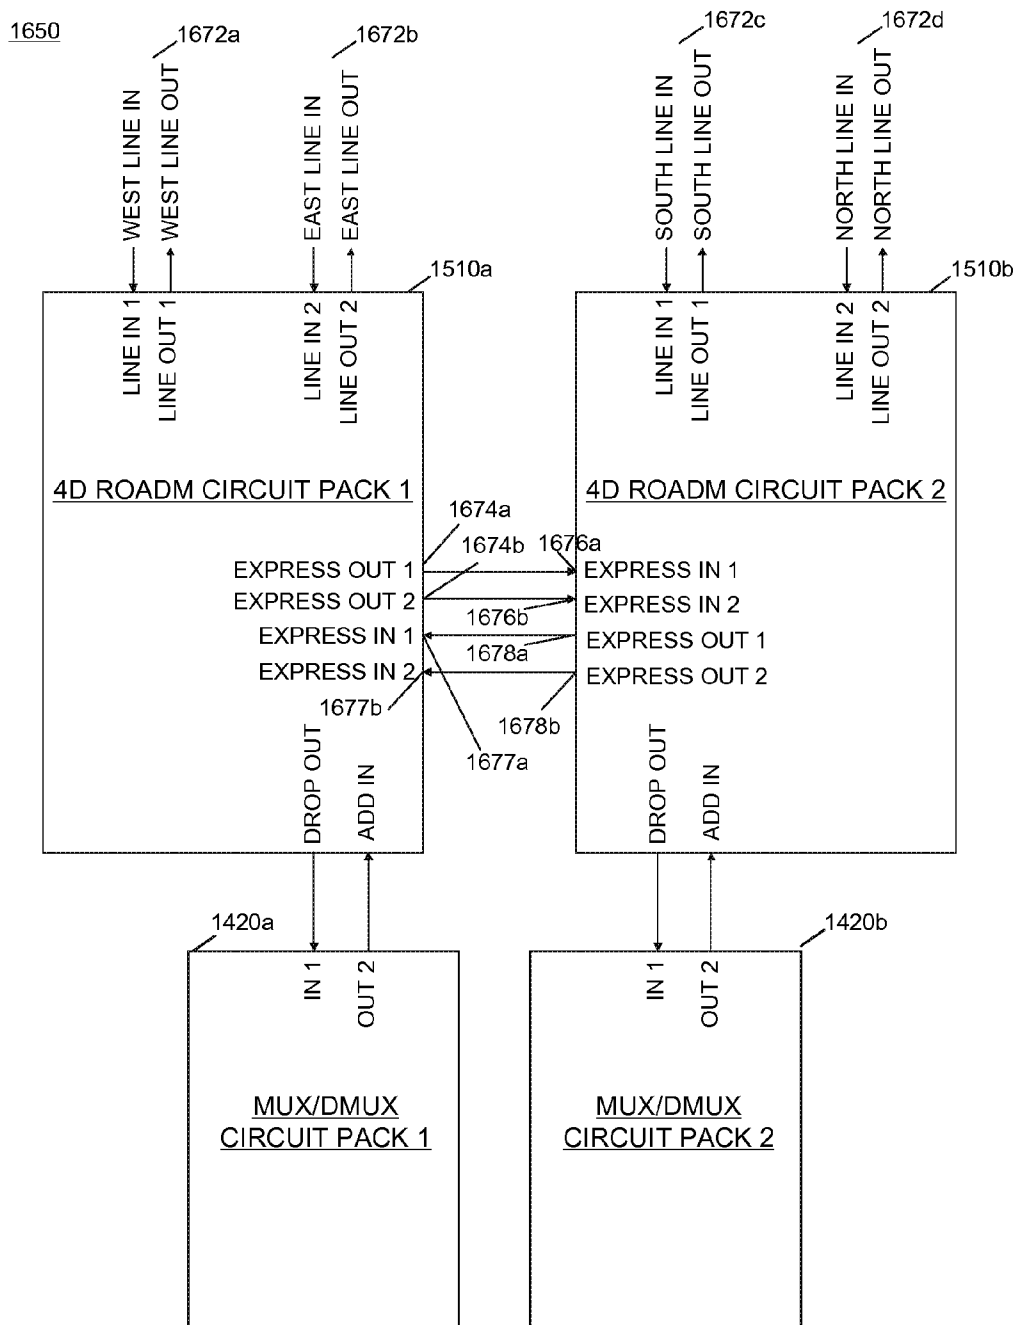 1650
1672a
1672b
1672c
1672d
WEST LINE IN
WEST LINE OUT
EAST LINE IN
EAST LINE OUT
SOUTH LINE IN
SOUTH LINE OUT
NORTH LINE IN
NORTH LINE OUT
1510a
1510b
LINE IN 1
LINE OUT 1
LINE IN 2
LINE OUT 2
LINE IN 1
LINE OUT 1
LINE IN 2
LINE OUT 2
4D ROADM CIRCUIT PACK 1
4D ROADM CIRCUIT PACK 2
1674a
1674b
1676a
EXPRESS OUT 1
EXPRESS IN 1
EXPRESS OUT 2
EXPRESS IN 2
1676b
EXPRESS IN 1
EXPRESS OUT 1
1678a
EXPRESS IN 2
EXPRESS OUT 2
1677b
1678b
1677a
DROP OUT
ADD IN
DROP OUT
ADD IN
1420a
1420b
IN 1
OUT 2
IN 1
OUT 2
MUX/DMUX
CIRCUIT PACK 1
MUX/DMUX
CIRCUIT PACK 2